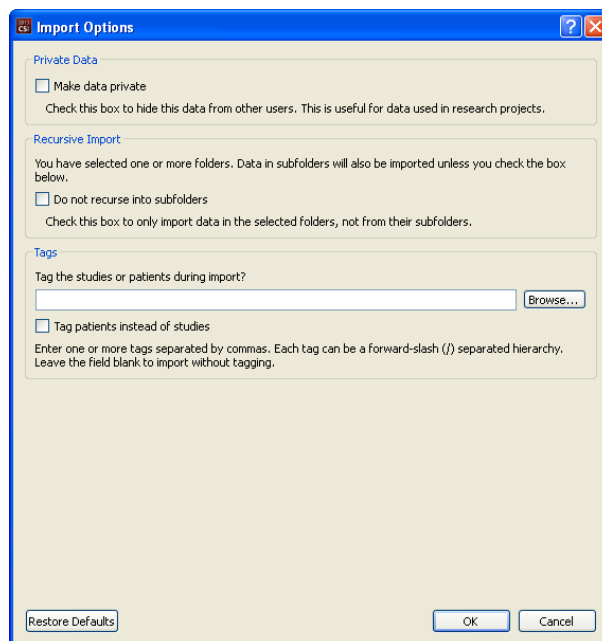 Import Options
Private Data
Make data private
Check this box to hide this data from other users. This is useful for data used in research projects.
Recursive Import
You have selected one or more folders. Data in subfolders will also be imported unless you check the box
below.
Do not recurse into subfolders
Check this box to only import data in the selected folders, not from their subfolders.
Tags
Tag the studies or patients during import?
Browse...
Tag patients instead of studies
Enter one or more tags separated by commas. Each tag can be a forward-slash (/) separated hierarchy.
Leave the field blank to import without tagging.
Restore Defaults
OK
Cancel